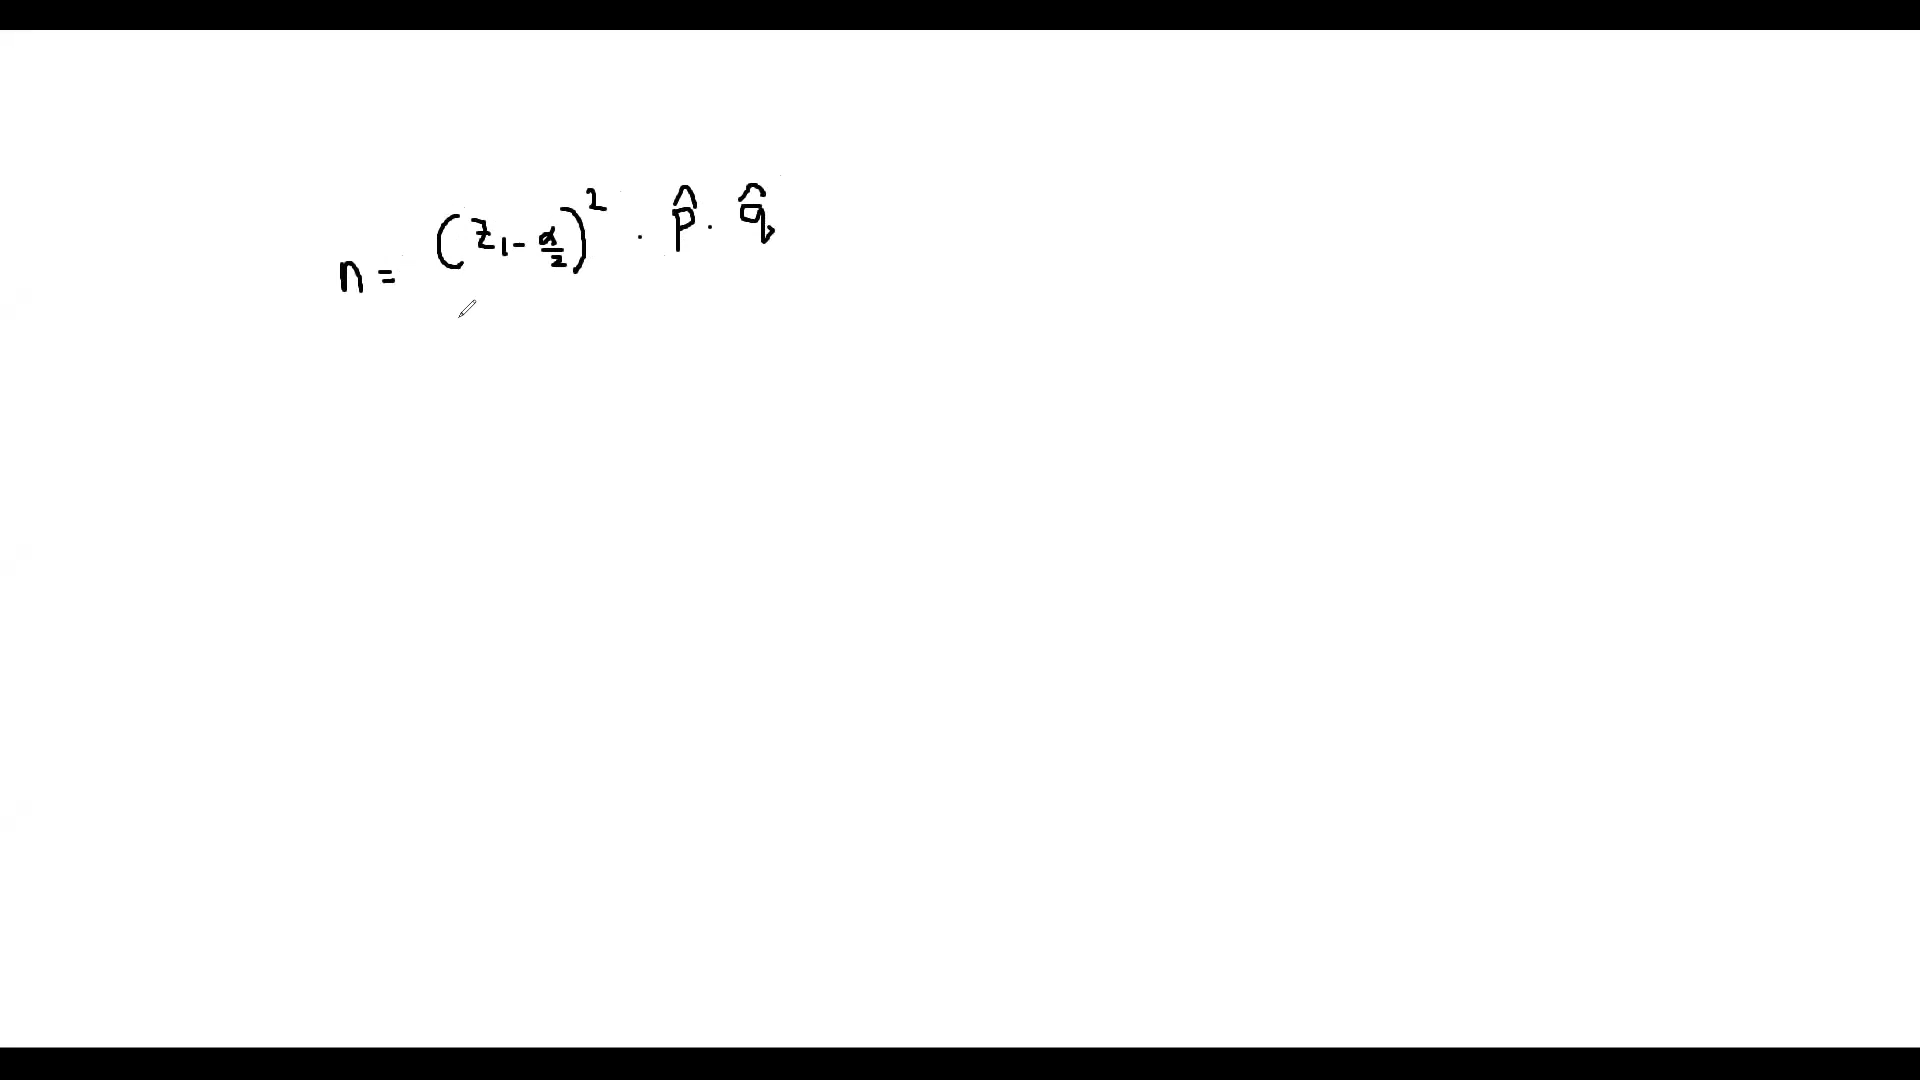 n = (z₁₋α/₂)² · p̂ · q̂